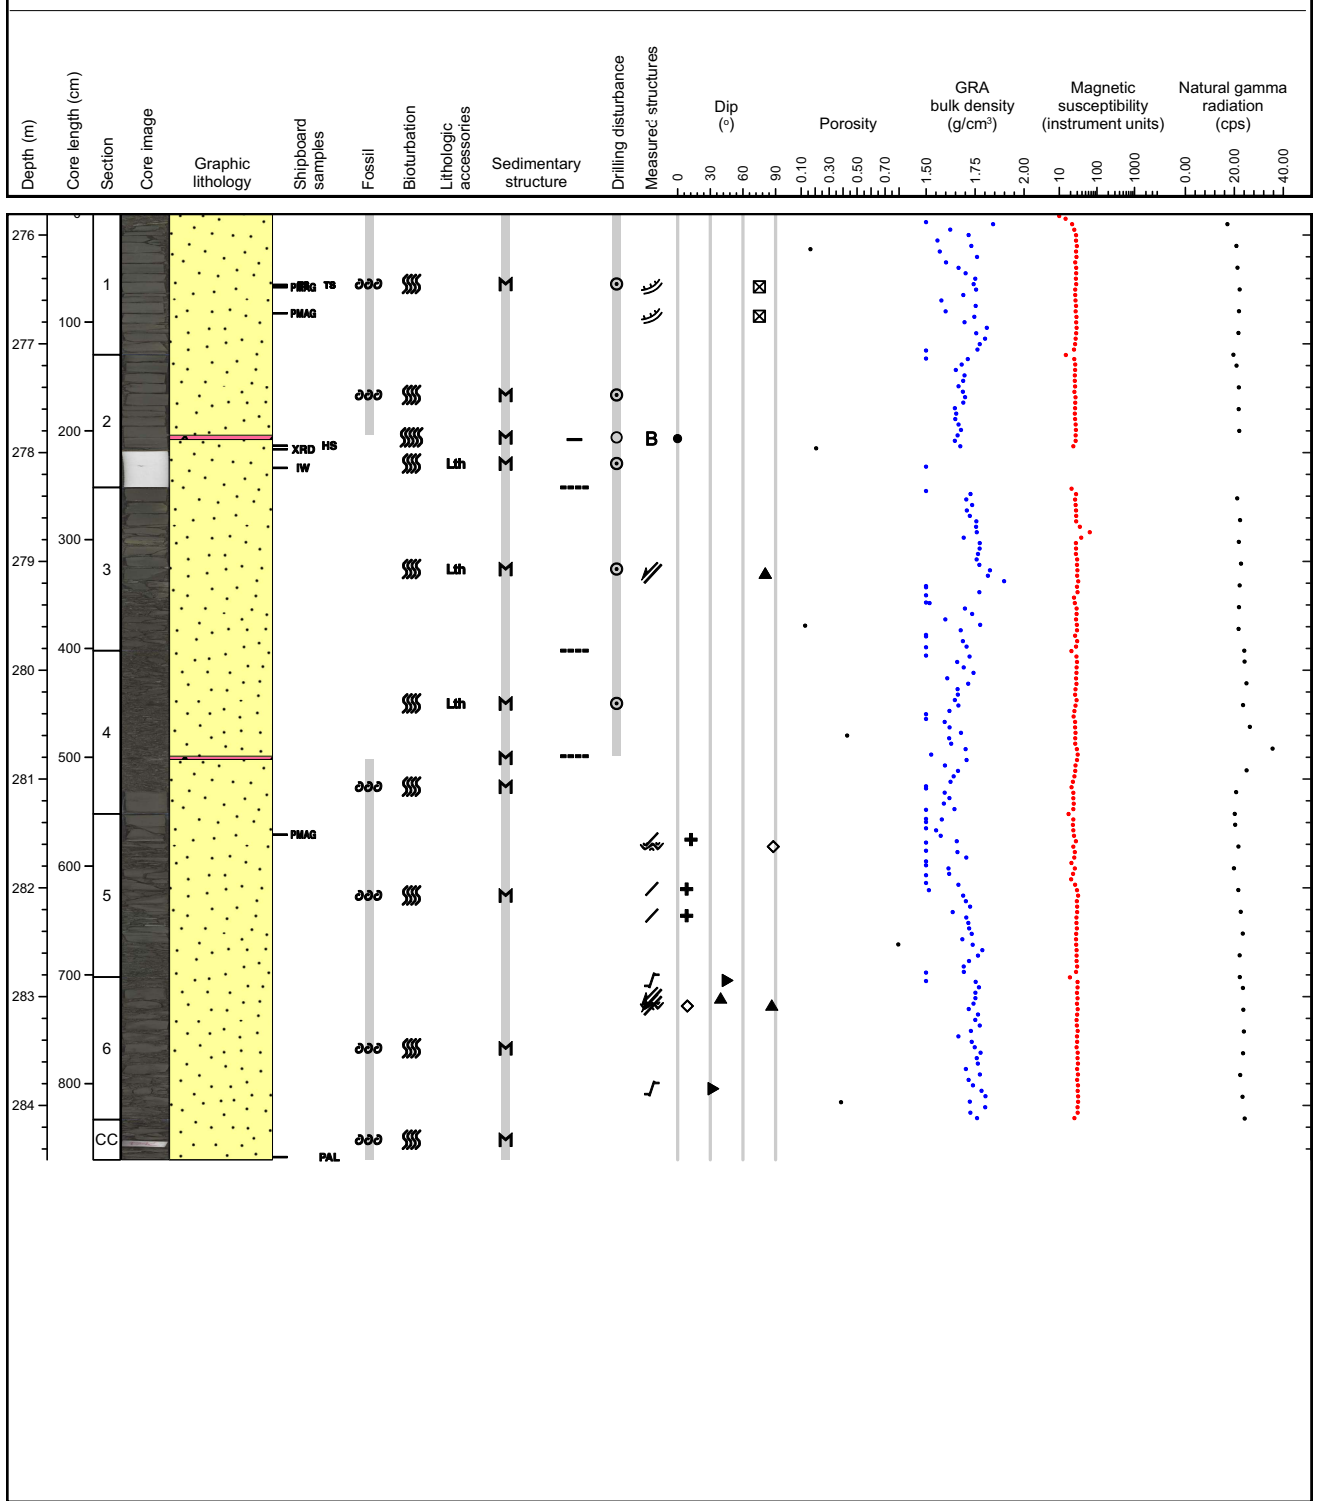 Depth (m)
Core length (cm)
Section
Core image
Graphic
lithology
Shipboard
samples
Fossil
Bioturbation
Lithologic
accessories
Sedimentary
structure
Drilling disturbance
Measured structures
Dip
(°)
Porosity
GRA
bulk density
(g/cm³)
Magnetic
susceptibility
(instrument units)
Natural gamma
radiation
(cps)
0 30 60 90
0.10 0.30 0.50 0.70
1.50 1.75 2.00
10 100 1000
0.00 20.00 40.00
276
1
PMAG TS
PMAG
100
277
2
200
HS
B
278
XRD
IW
Lth
300
279
3
Lth
400
280
4
Lth
500
281
PMAG
600
282
5
700
283
6
800
284
CC
PAL